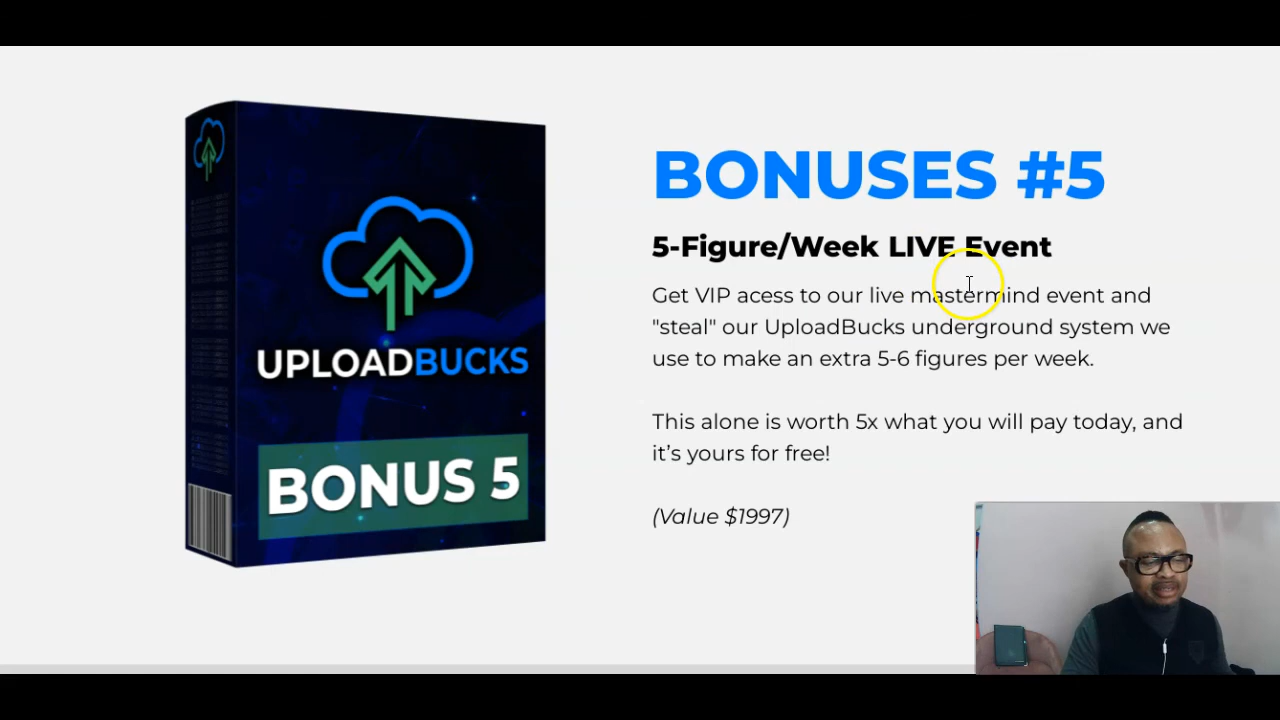 BONUSES #5
5-Figure/Week LIVE Event
Get VIP acess to our live mastermind event and
"steal" our UploadBucks underground system we
use to make an extra 5-6 figures per week.
This alone is worth 5x what you will pay today, and
it’s yours for free!
(Value $1997)
UPLOADBUCKS
BONUS 5